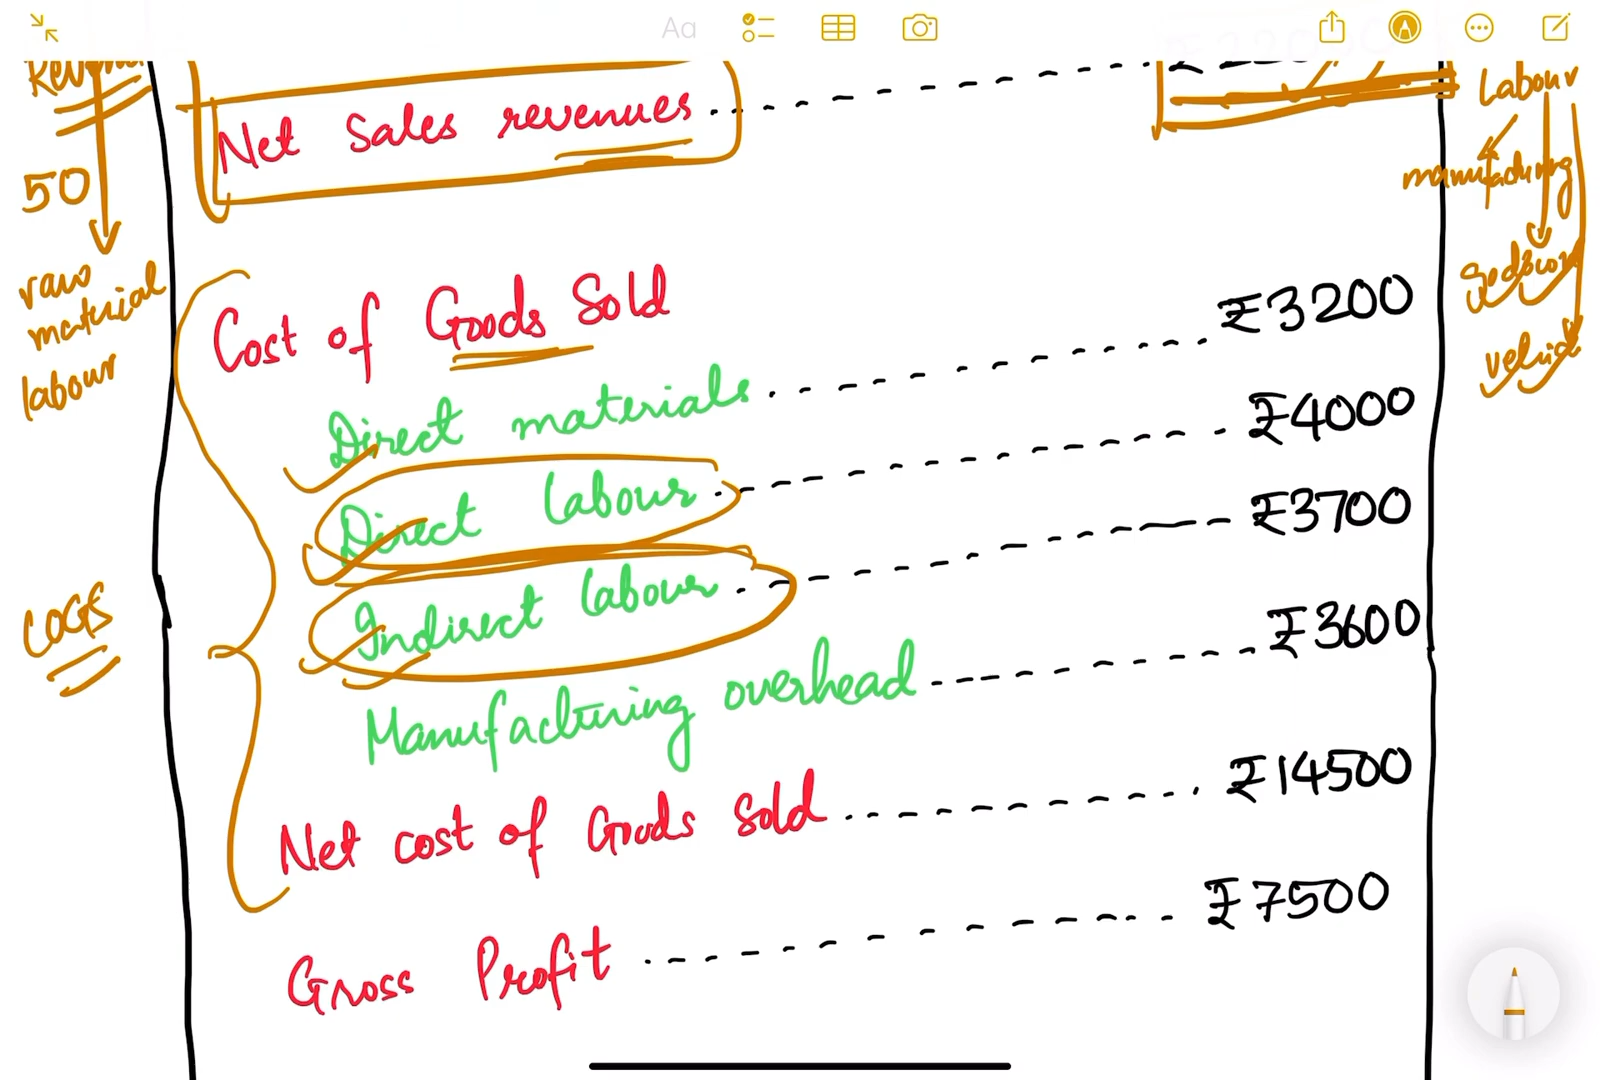 Aa
Net Sales revenues
Labour
50
manufacturing
raw
material
labour
vehicle
Cost of Goods Sold
Direct materials ₹3200
Direct labour ₹4000
Indirect labour ₹3700
Manufacturing overhead ₹3600
COGS
Net cost of Goods Sold ₹14500
Gross Profit ₹7500